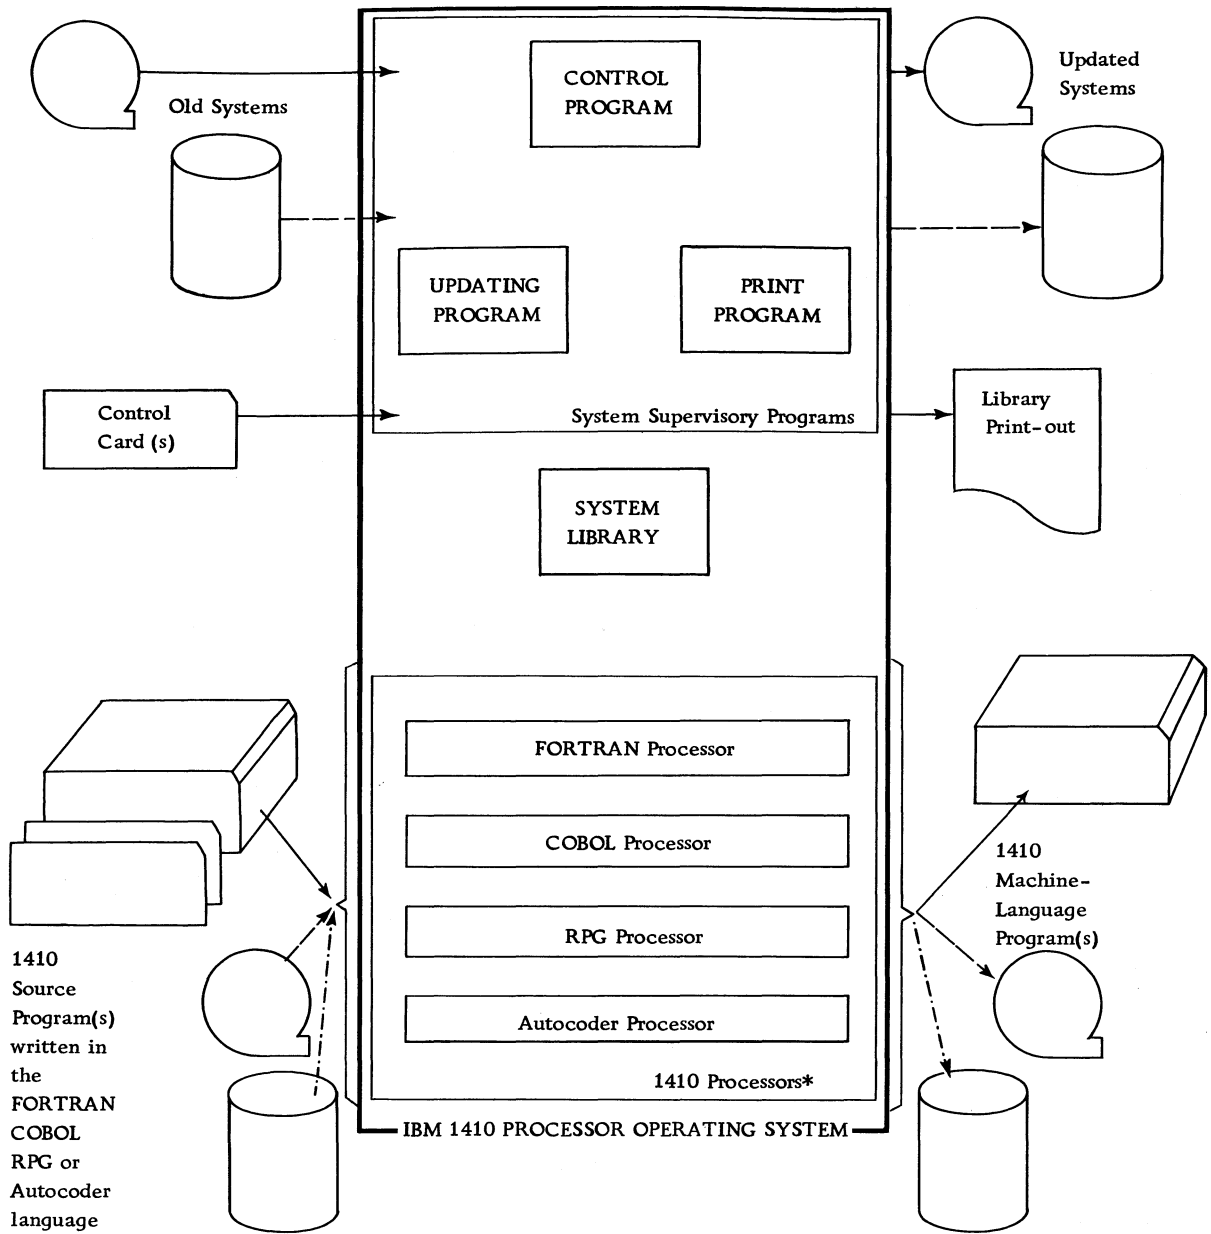 Old Systems
CONTROL
PROGRAM
Updated
Systems
UPDATING
PROGRAM
PRINT
PROGRAM
Control
Card (s)
System Supervisory Programs
Library
Print-out
SYSTEM
LIBRARY
FORTRAN Processor
COBOL Processor
RPG Processor
Autocoder Processor
1410 Processors*
IBM 1410 PROCESSOR OPERATING SYSTEM
1410
Source
Program(s)
written in
the
FORTRAN
COBOL
RPG or
Autocoder
language
1410
Machine-
Language
Program(s)